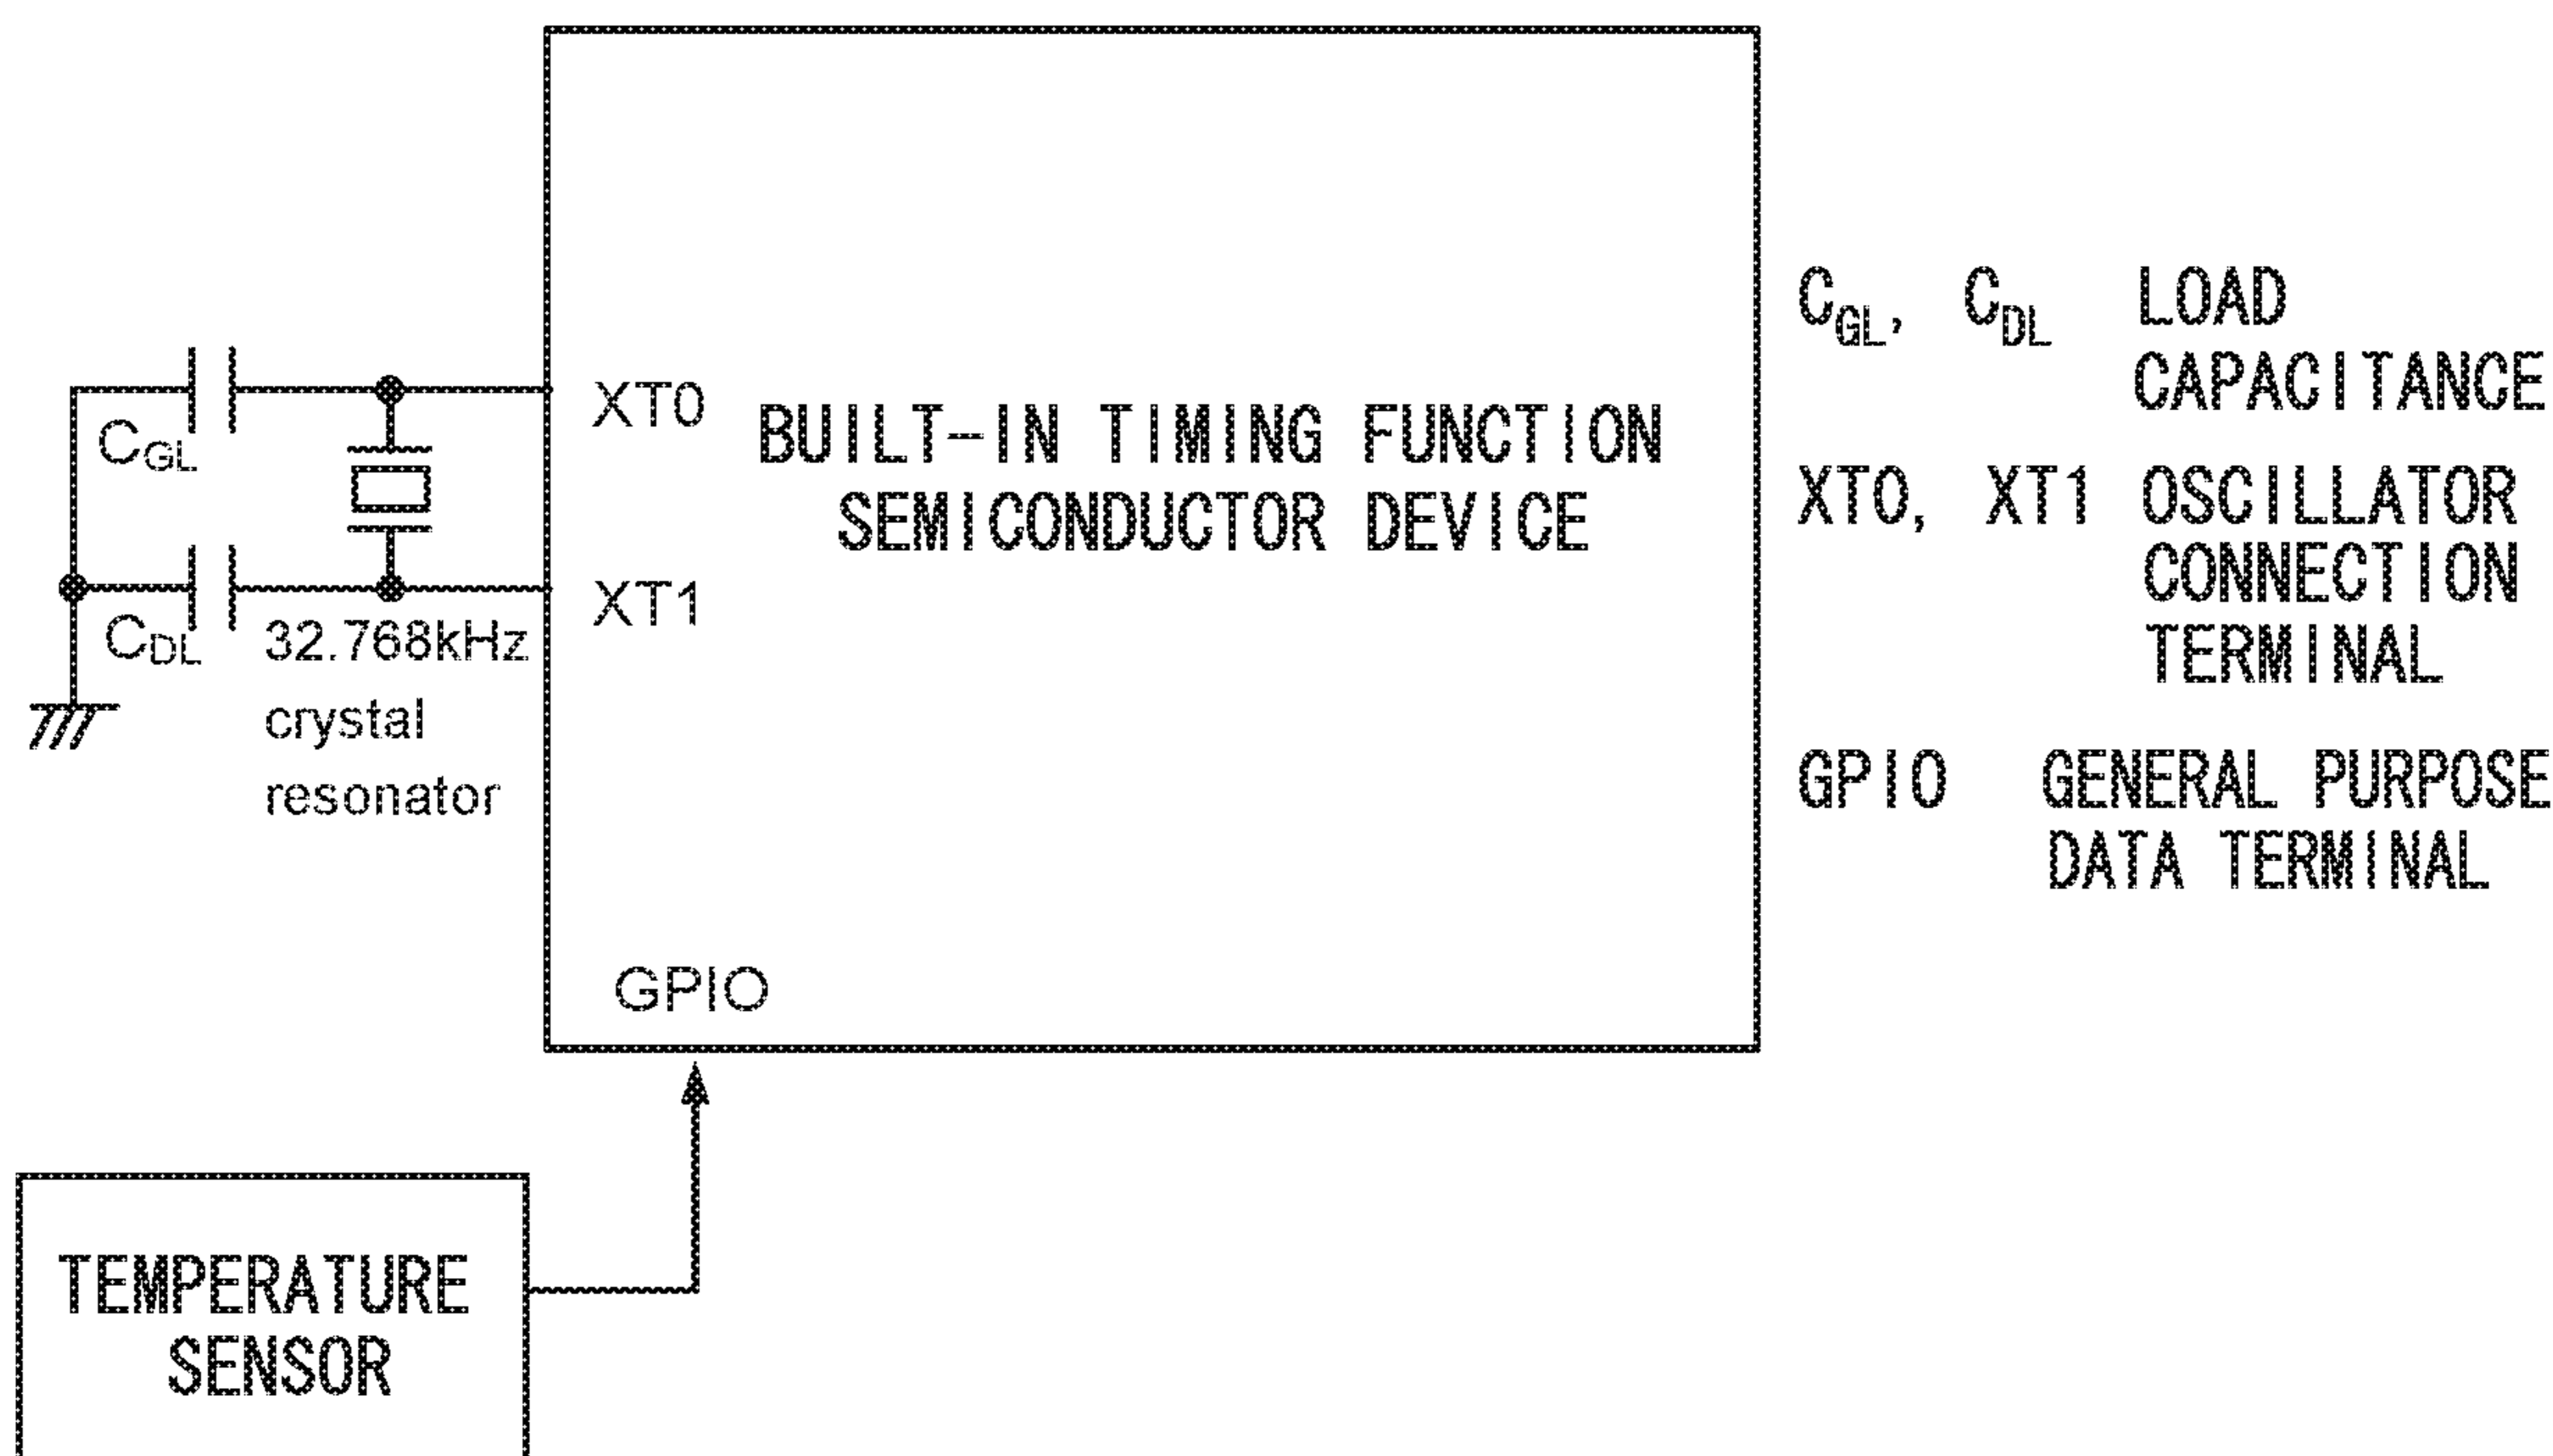 XT0
BUILT-IN TIMING FUNCTION
SEMICONDUCTOR DEVICE
XT1
GPIO
CGL
CDL
32.768kHz
crystal
resonator
TEMPERATURE
SENSOR
CGL, CDL LOAD
CAPACITANCE
XT0, XT1 OSCILLATOR
CONNECTION
TERMINAL
GPIO GENERAL PURPOSE
DATA TERMINAL